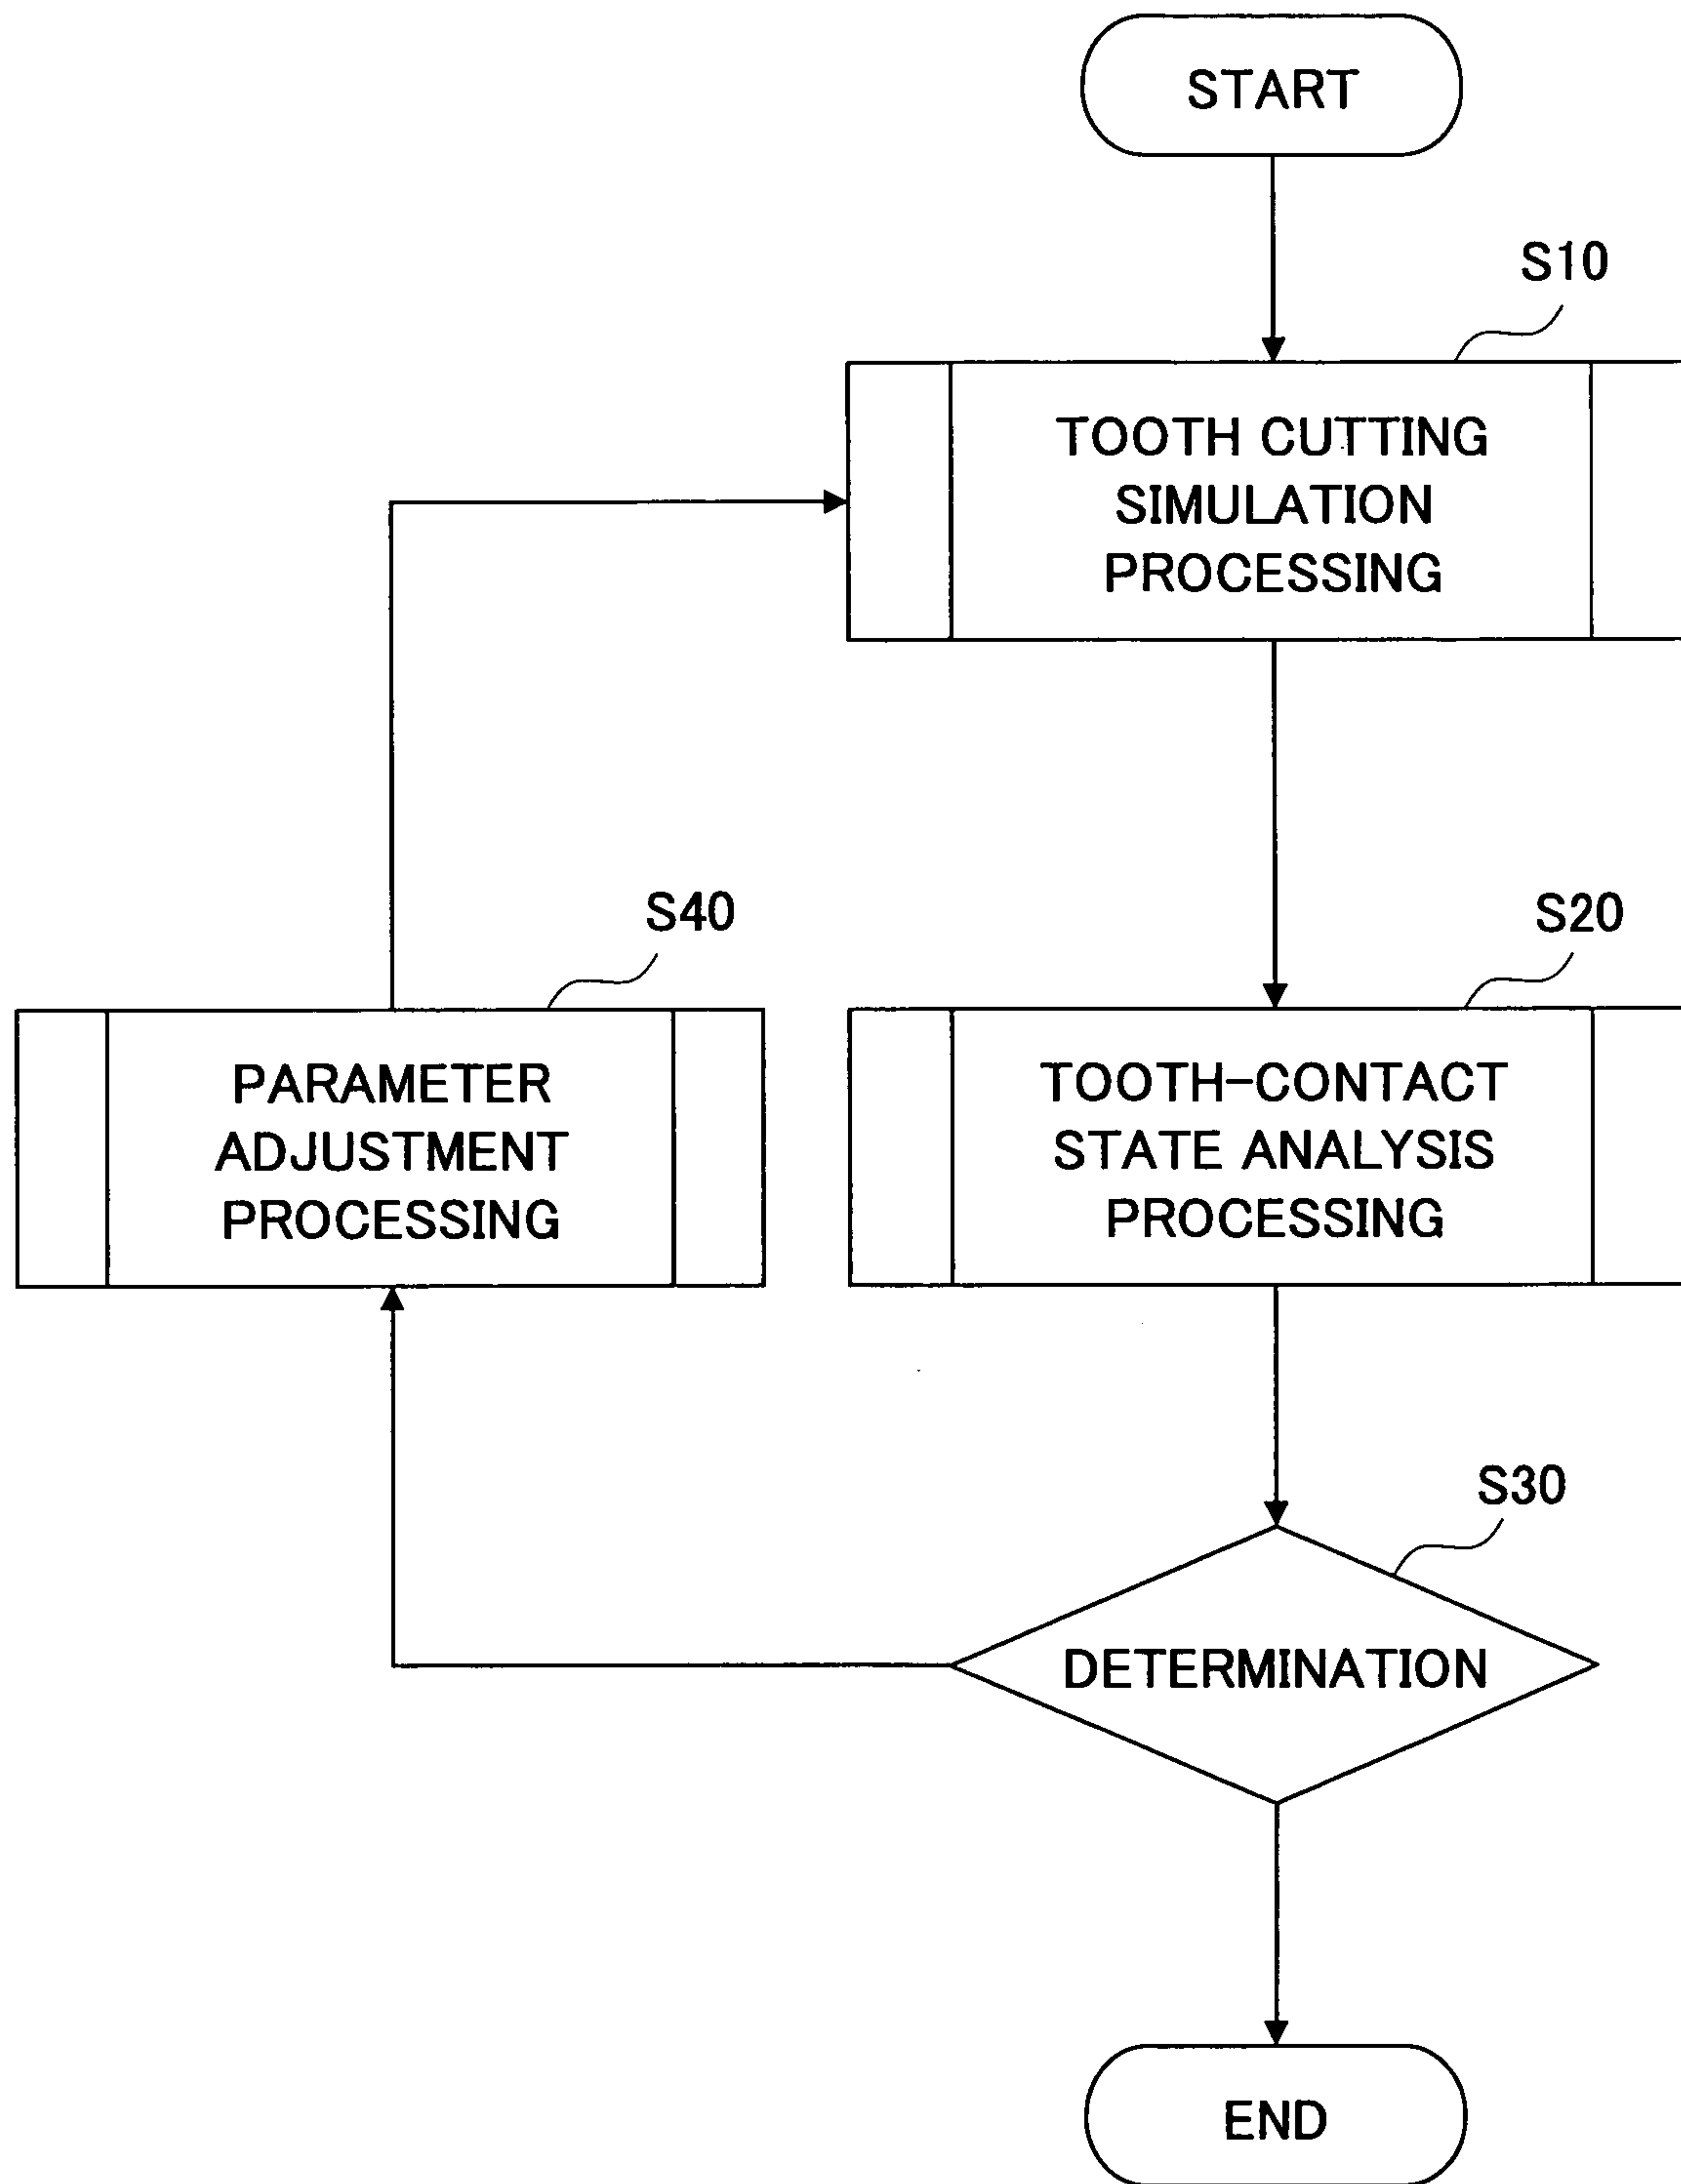 START
S10
TOOTH CUTTING
SIMULATION
PROCESSING
S40
PARAMETER
ADJUSTMENT
PROCESSING
S20
TOOTH-CONTACT
STATE ANALYSIS
PROCESSING
S30
DETERMINATION
END